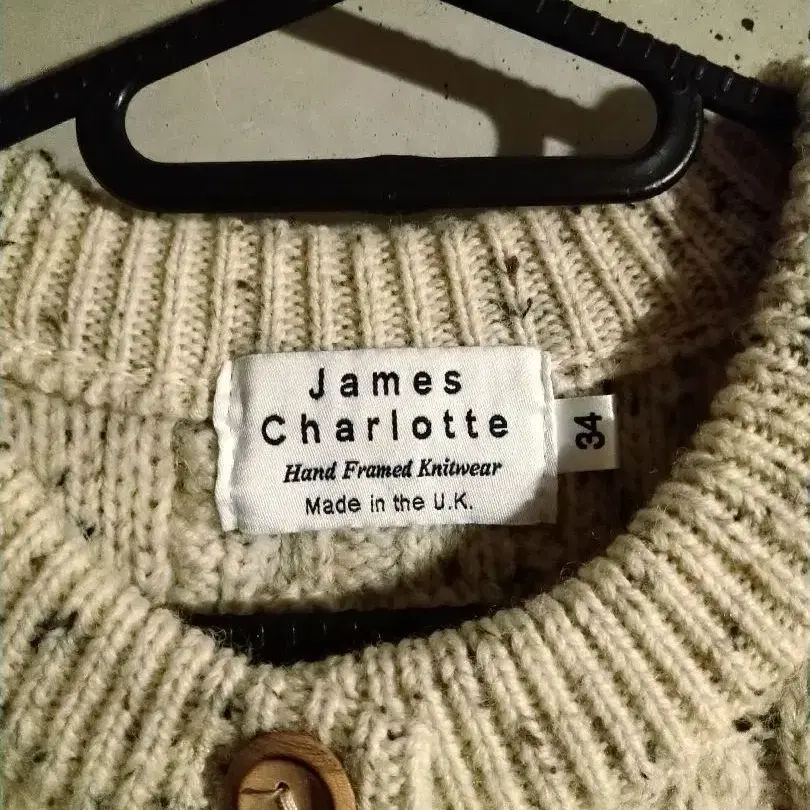 James
Charlotte
Hand Framed Knitwear
Made in the U.K.
34